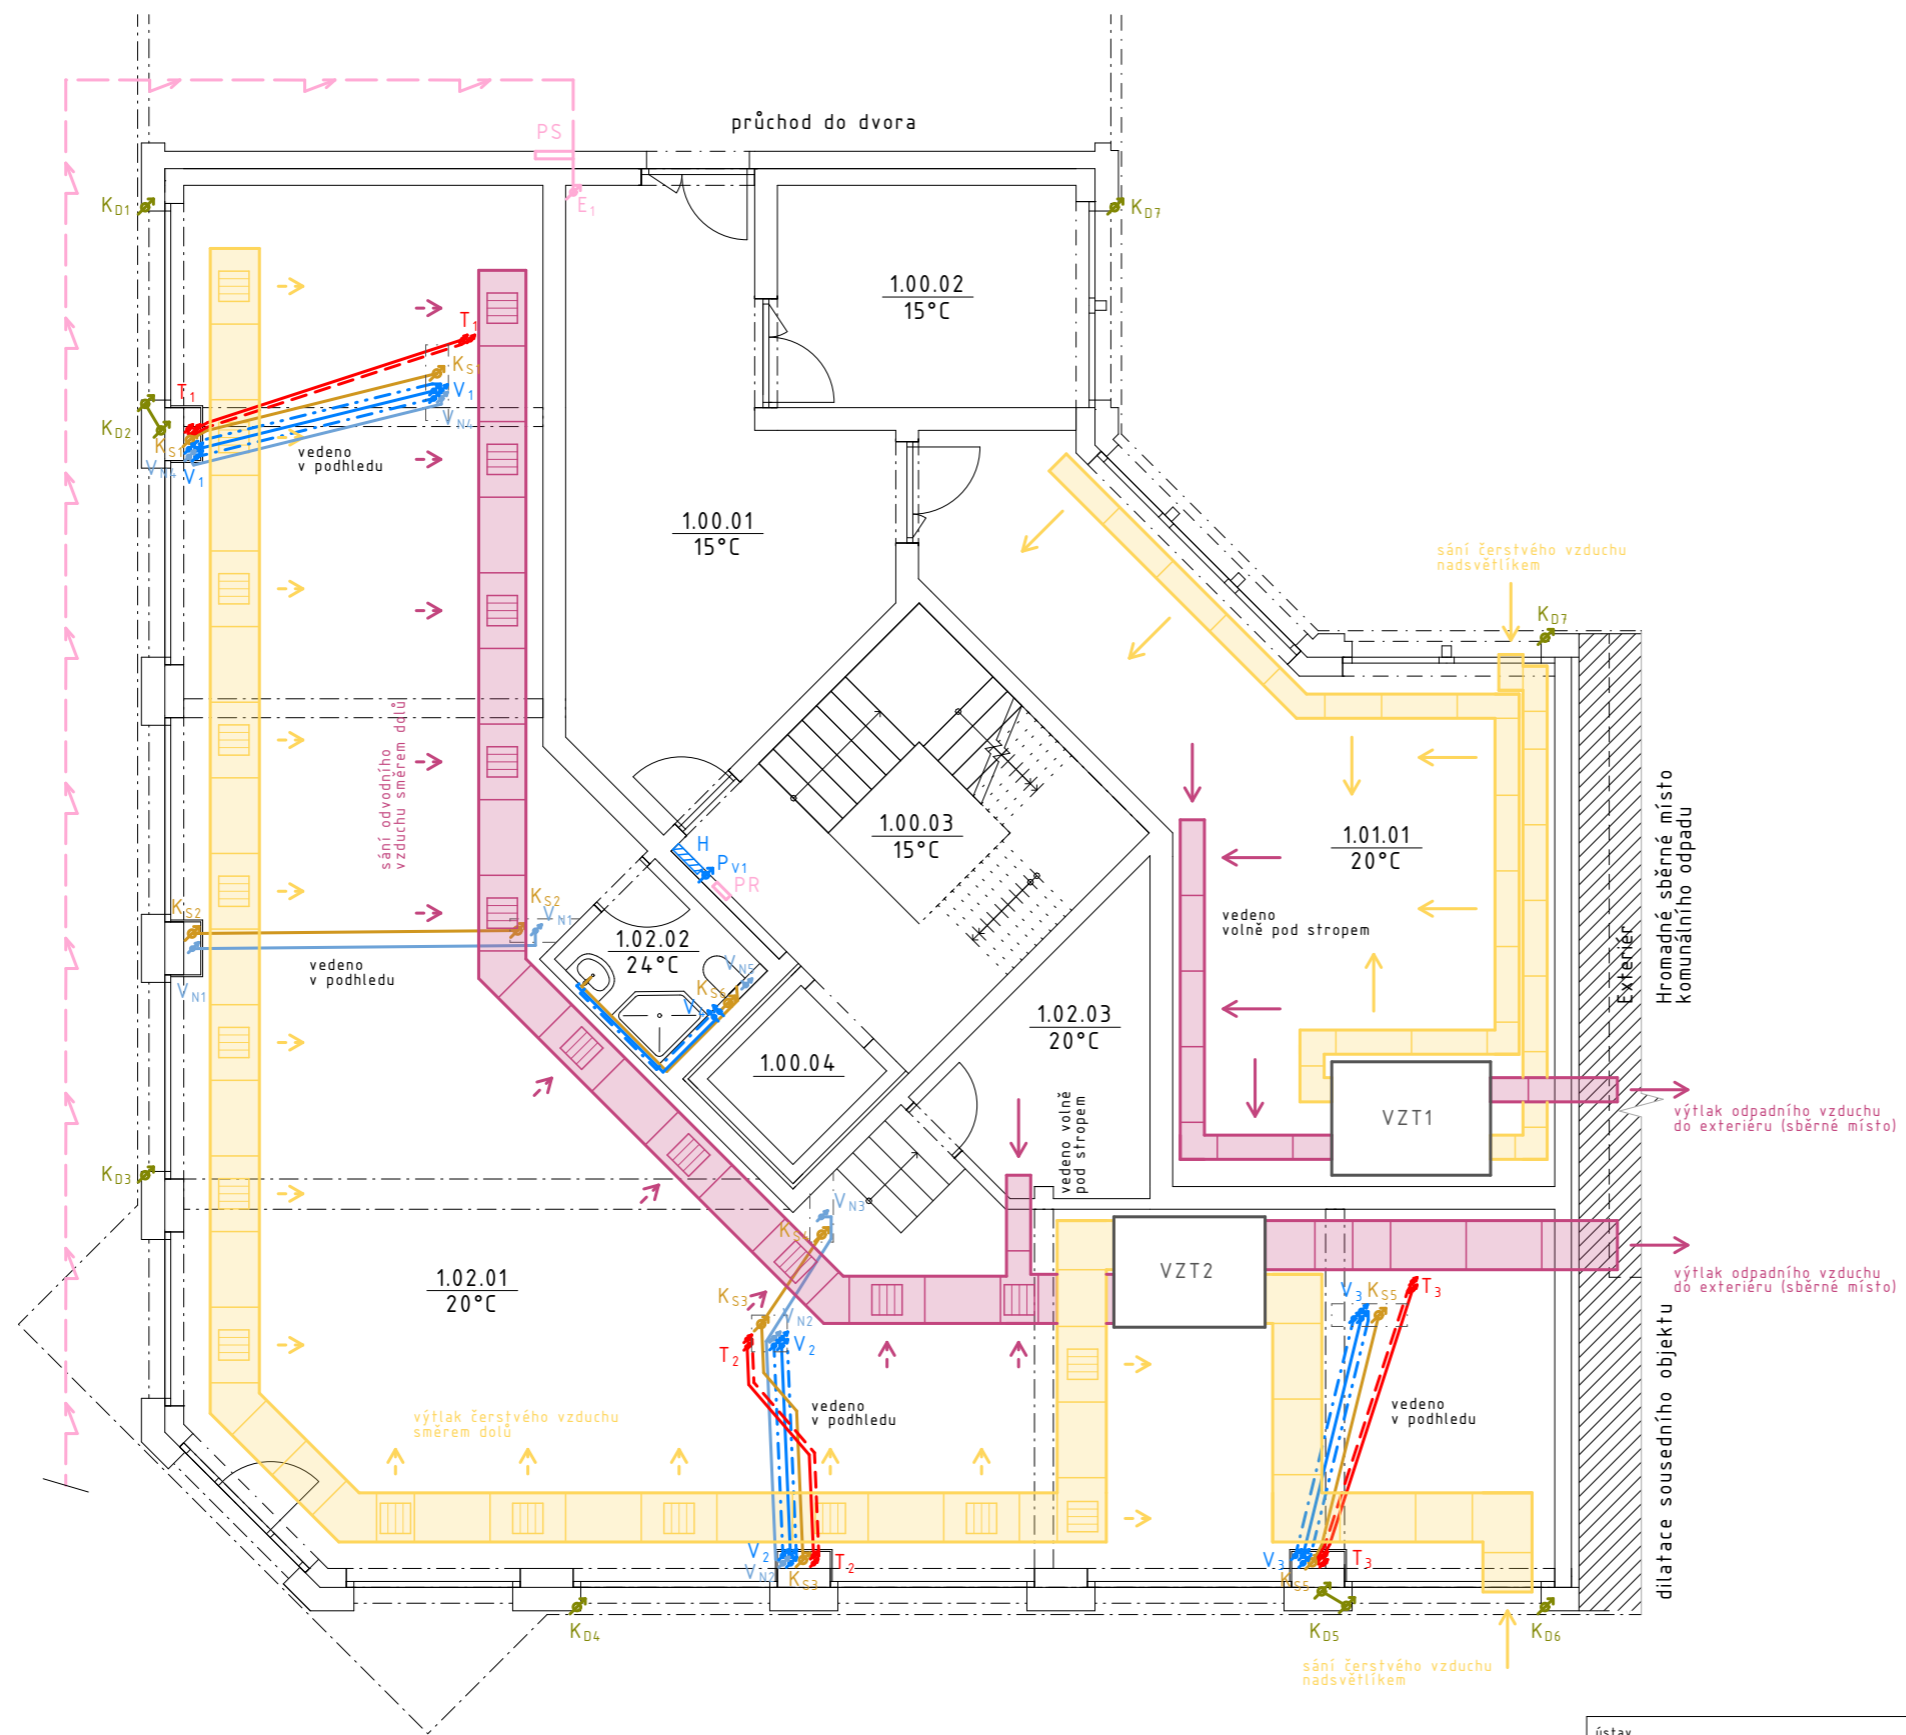 průchod do dvora
PS
E1
KD1
KD7
1.00.02
15°C
T1
KS1
V1
VN4
T1
KD2
KS1
VN4
V1
vedeno
v podhledu
1.00.01
15°C
sání čerstvého vzduchu
nadsvětlíkem
KD7
sání odvodního
vzduchu směrem dolů
1.00.03
15°C
1.01.01
20°C
H
PV1
PR
Exteriér
Hromadné sběrné místo
komunálního odpadu
KS2
VN1
KS2
VN1
vedeno
v podhledu
vedeno
volně pod stropem
1.02.02
24°C
VN5
KS6
1.02.03
20°C
1.00.04
vedeno volně
pod stropem
VZT1
výtlak odpadního vzduchu
do exteriéru (sběrné místo)
KD3
VN3
VZT2
výtlak odpadního vzduchu
do exteriéru (sběrné místo)
1.02.01
20°C
KS3
VN2
V2
T2
V3
KS5
T3
vedeno
v podhledu
vedeno
v podhledu
výtlak čerstvého vzduchu
směrem dolů
dilatace sousedního objektu
V2
VN2
KS3
T2
V3
KS5
T3
KD4
KD5
KD6
sání čerstvého vzduchu
nadsvětlíkem
ústav